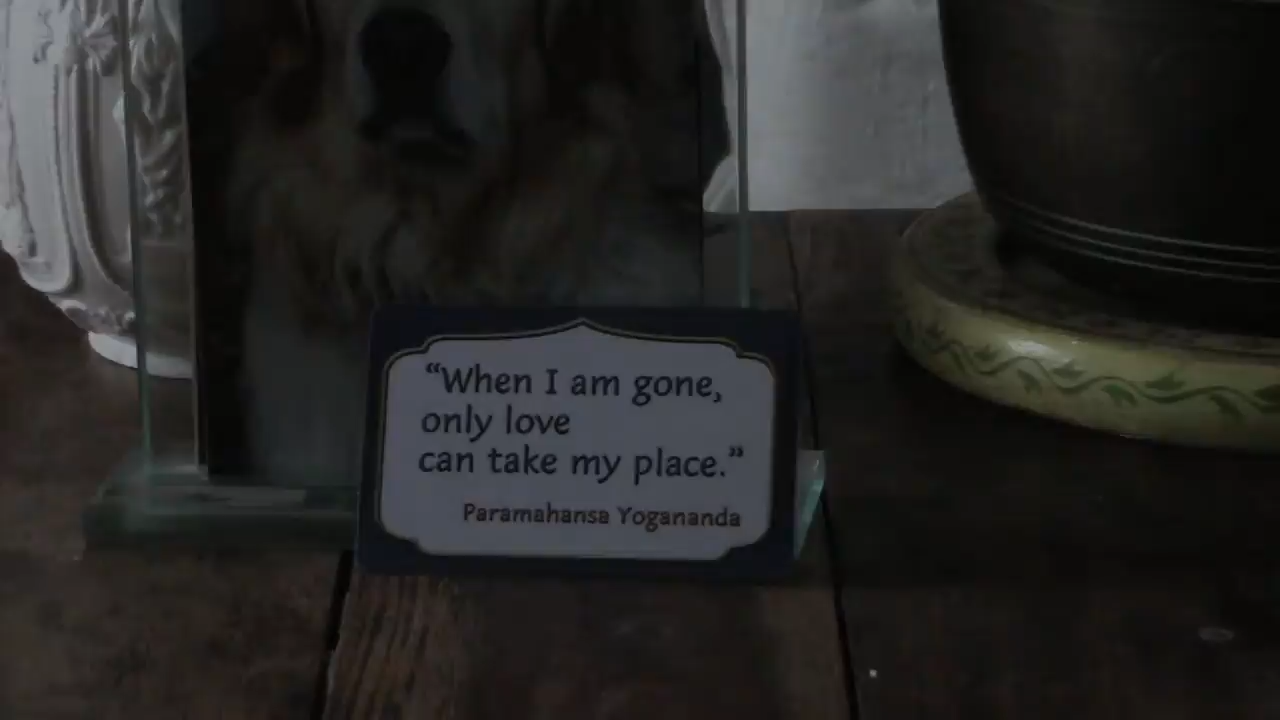 “When I am gone,
only love
can take my place.”
Paramahansa Yogananda